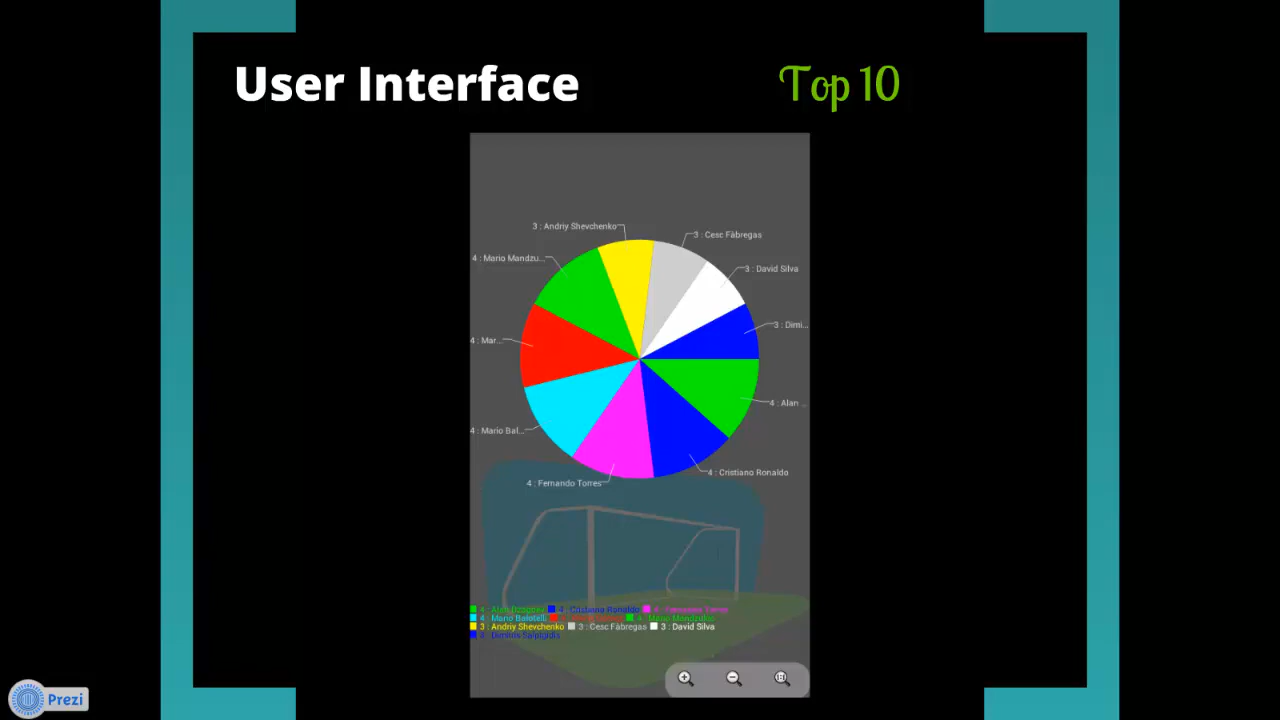 User Interface
Top 10
3 : Andriy Shevchenko
3 : Cesc Fàbregas
4 : Mario Mandzu...
3 : David Silva
3 : Dimi...
4 : Mar...
4 : Alan ...
4 : Mario Bal...
4 : Cristiano Ronaldo
4 : Fernando Torres
4 : Alan Dzagoev 4 : Cristiano Ronaldo 4 : Fernando Torres
4 : Mario Balotelli 4 : Mario Mandzukic
3 : Andriy Shevchenko 3 : Cesc Fàbregas 3 : David Silva
3 : Dimitris Salpigidis
Prezi